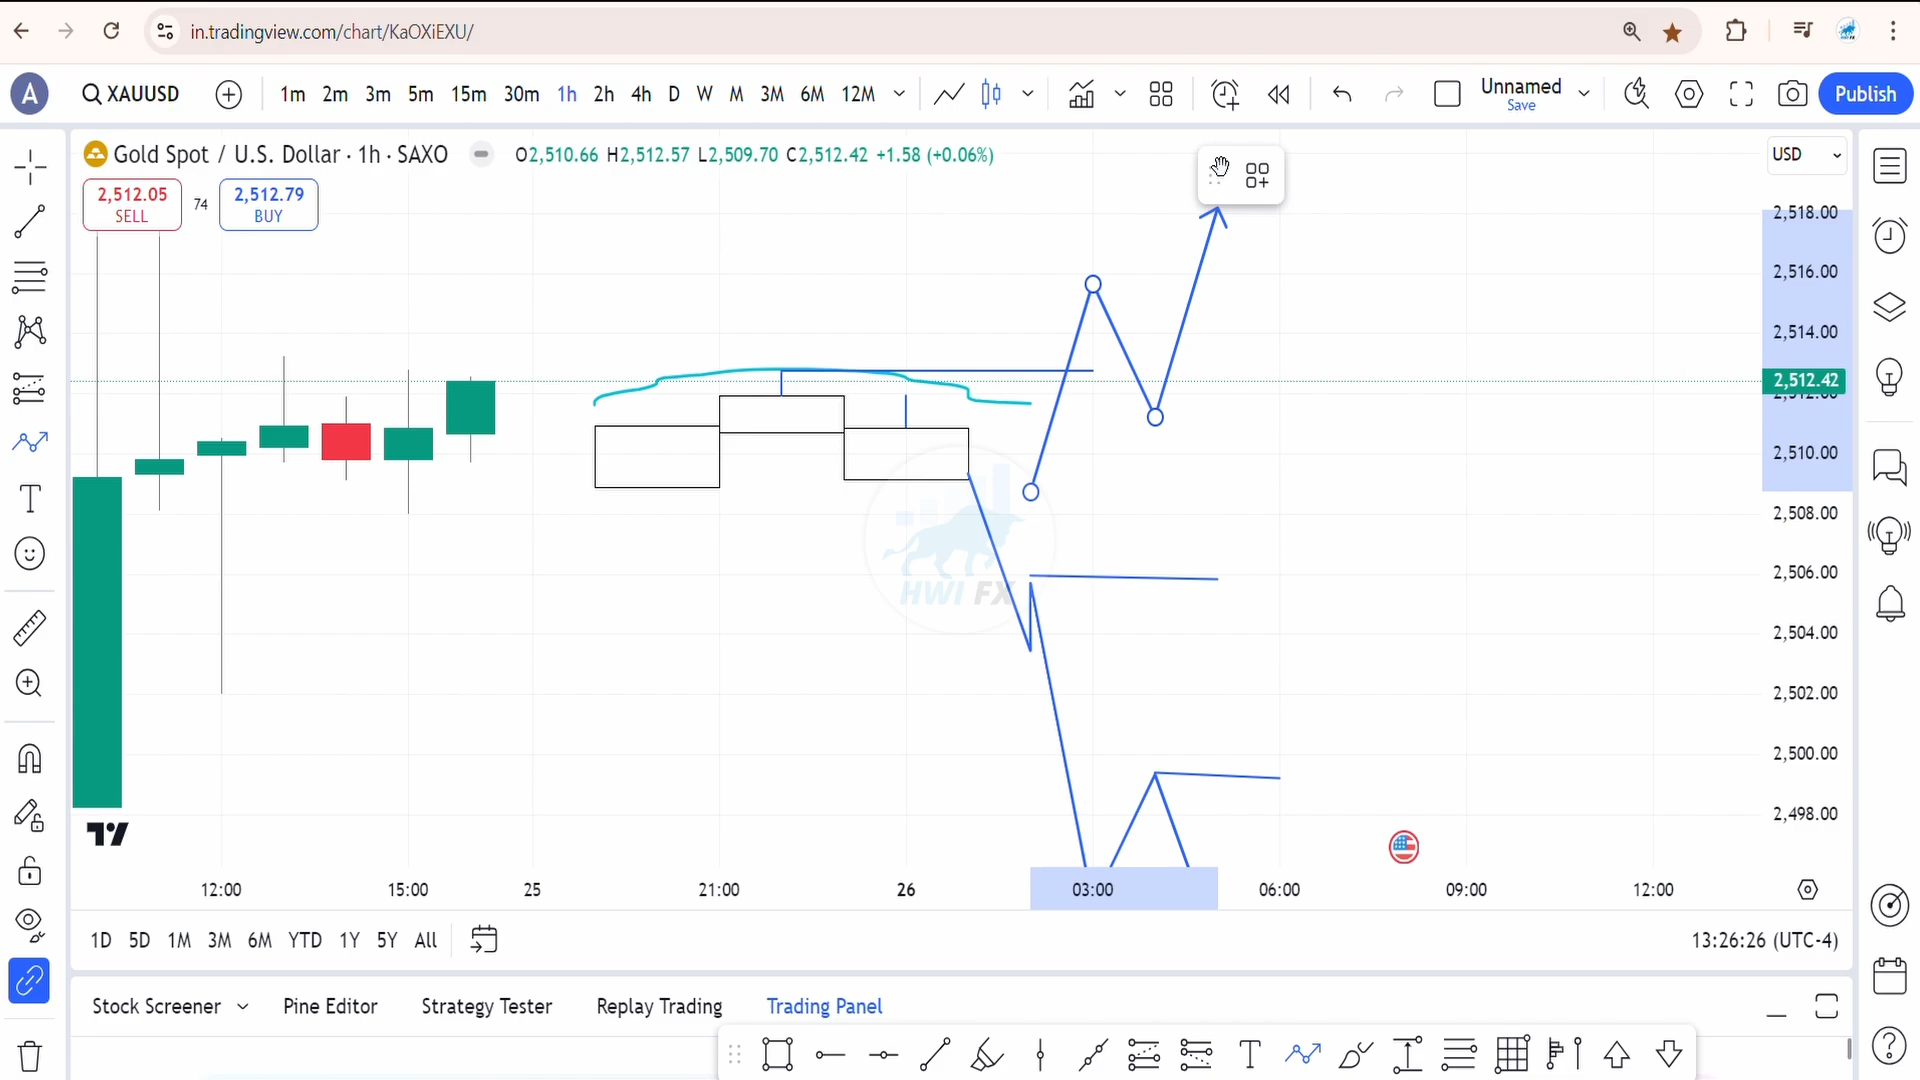 in.tradingview.com/chart/KaOXiEXU/
A XAUUSD 1m 2m 3m 5m 15m 30m 1h 2h 4h D W M 3M 6M 12M Unnamed Save Publish
Gold Spot / U.S. Dollar · 1h · SAXO O2,510.66 H2,512.57 L2,509.70 C2,512.42 +1.58 (+0.06%) USD
2,512.05 SELL 74 2,512.79 BUY
2,518.00
2,516.00
2,514.00
2,512.42
2,512.00
2,510.00
2,508.00
HWI FX
2,506.00
2,504.00
2,502.00
2,500.00
2,498.00
12:00 15:00 25 21:00 26 03:00 06:00 09:00 12:00
1D 5D 1M 3M 6M YTD 1Y 5Y All 13:26:26 (UTC-4)
Stock Screener Pine Editor Strategy Tester Replay Trading Trading Panel